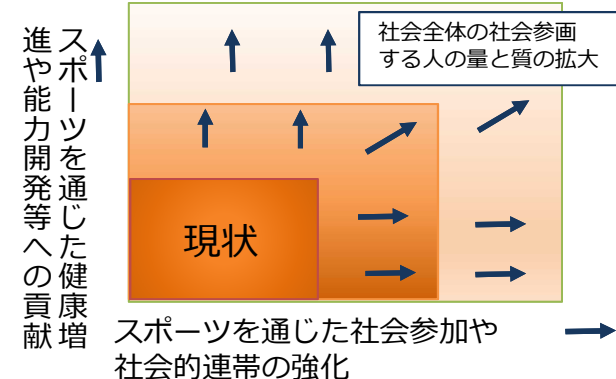 スポーツを通じた健康増
進や能力開発等への貢献
社会全体の社会参画
する人の量と質の拡大
現状
スポーツを通じた社会参加や
社会的連帯の強化